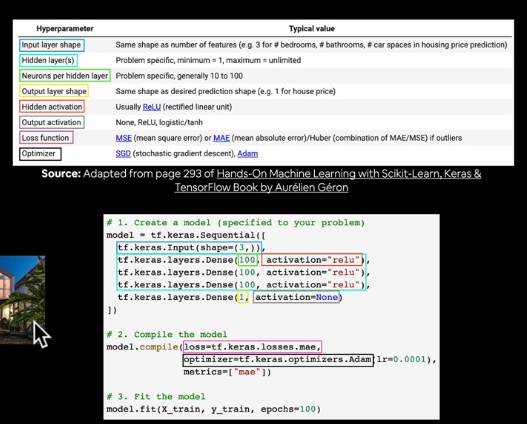 Hyperparameter Typical value
Input layer shape Same shape as number of features (e.g. 3 for # bedrooms, # bathrooms, # car spaces in housing price prediction)
Hidden layer(s) Problem specific, minimum = 1, maximum = unlimited
Neurons per hidden layer Problem specific, generally 10 to 100
Output layer shape Same shape as desired prediction shape (e.g. 1 for house price)
Hidden activation Usually ReLU (rectified linear unit)
Output activation None, ReLU, logistic/tanh
Loss function MSE (mean square error) or MAE (mean absolute error)/Huber (combination of MAE/MSE) if outliers
Optimizer SGD (stochastic gradient descent), Adam
Source: Adapted from page 293 of Hands-On Machine Learning with Scikit-Learn, Keras &
TensorFlow Book by Aurélien Géron
# 1. Create a model (specified to your problem)
model = tf.keras.Sequential([
tf.keras.Input(shape=(3,)),
tf.keras.layers.Dense(100, activation="relu"),
tf.keras.layers.Dense(100, activation="relu"),
tf.keras.layers.Dense(100, activation="relu"),
tf.keras.layers.Dense(1, activation=None)
])
# 2. Compile the model
model.compile(loss=tf.keras.losses.mae,
optimizer=tf.keras.optimizers.Adam(lr=0.0001),
metrics=["mae"])
# 3. Fit the model
model.fit(X_train, y_train, epochs=100)